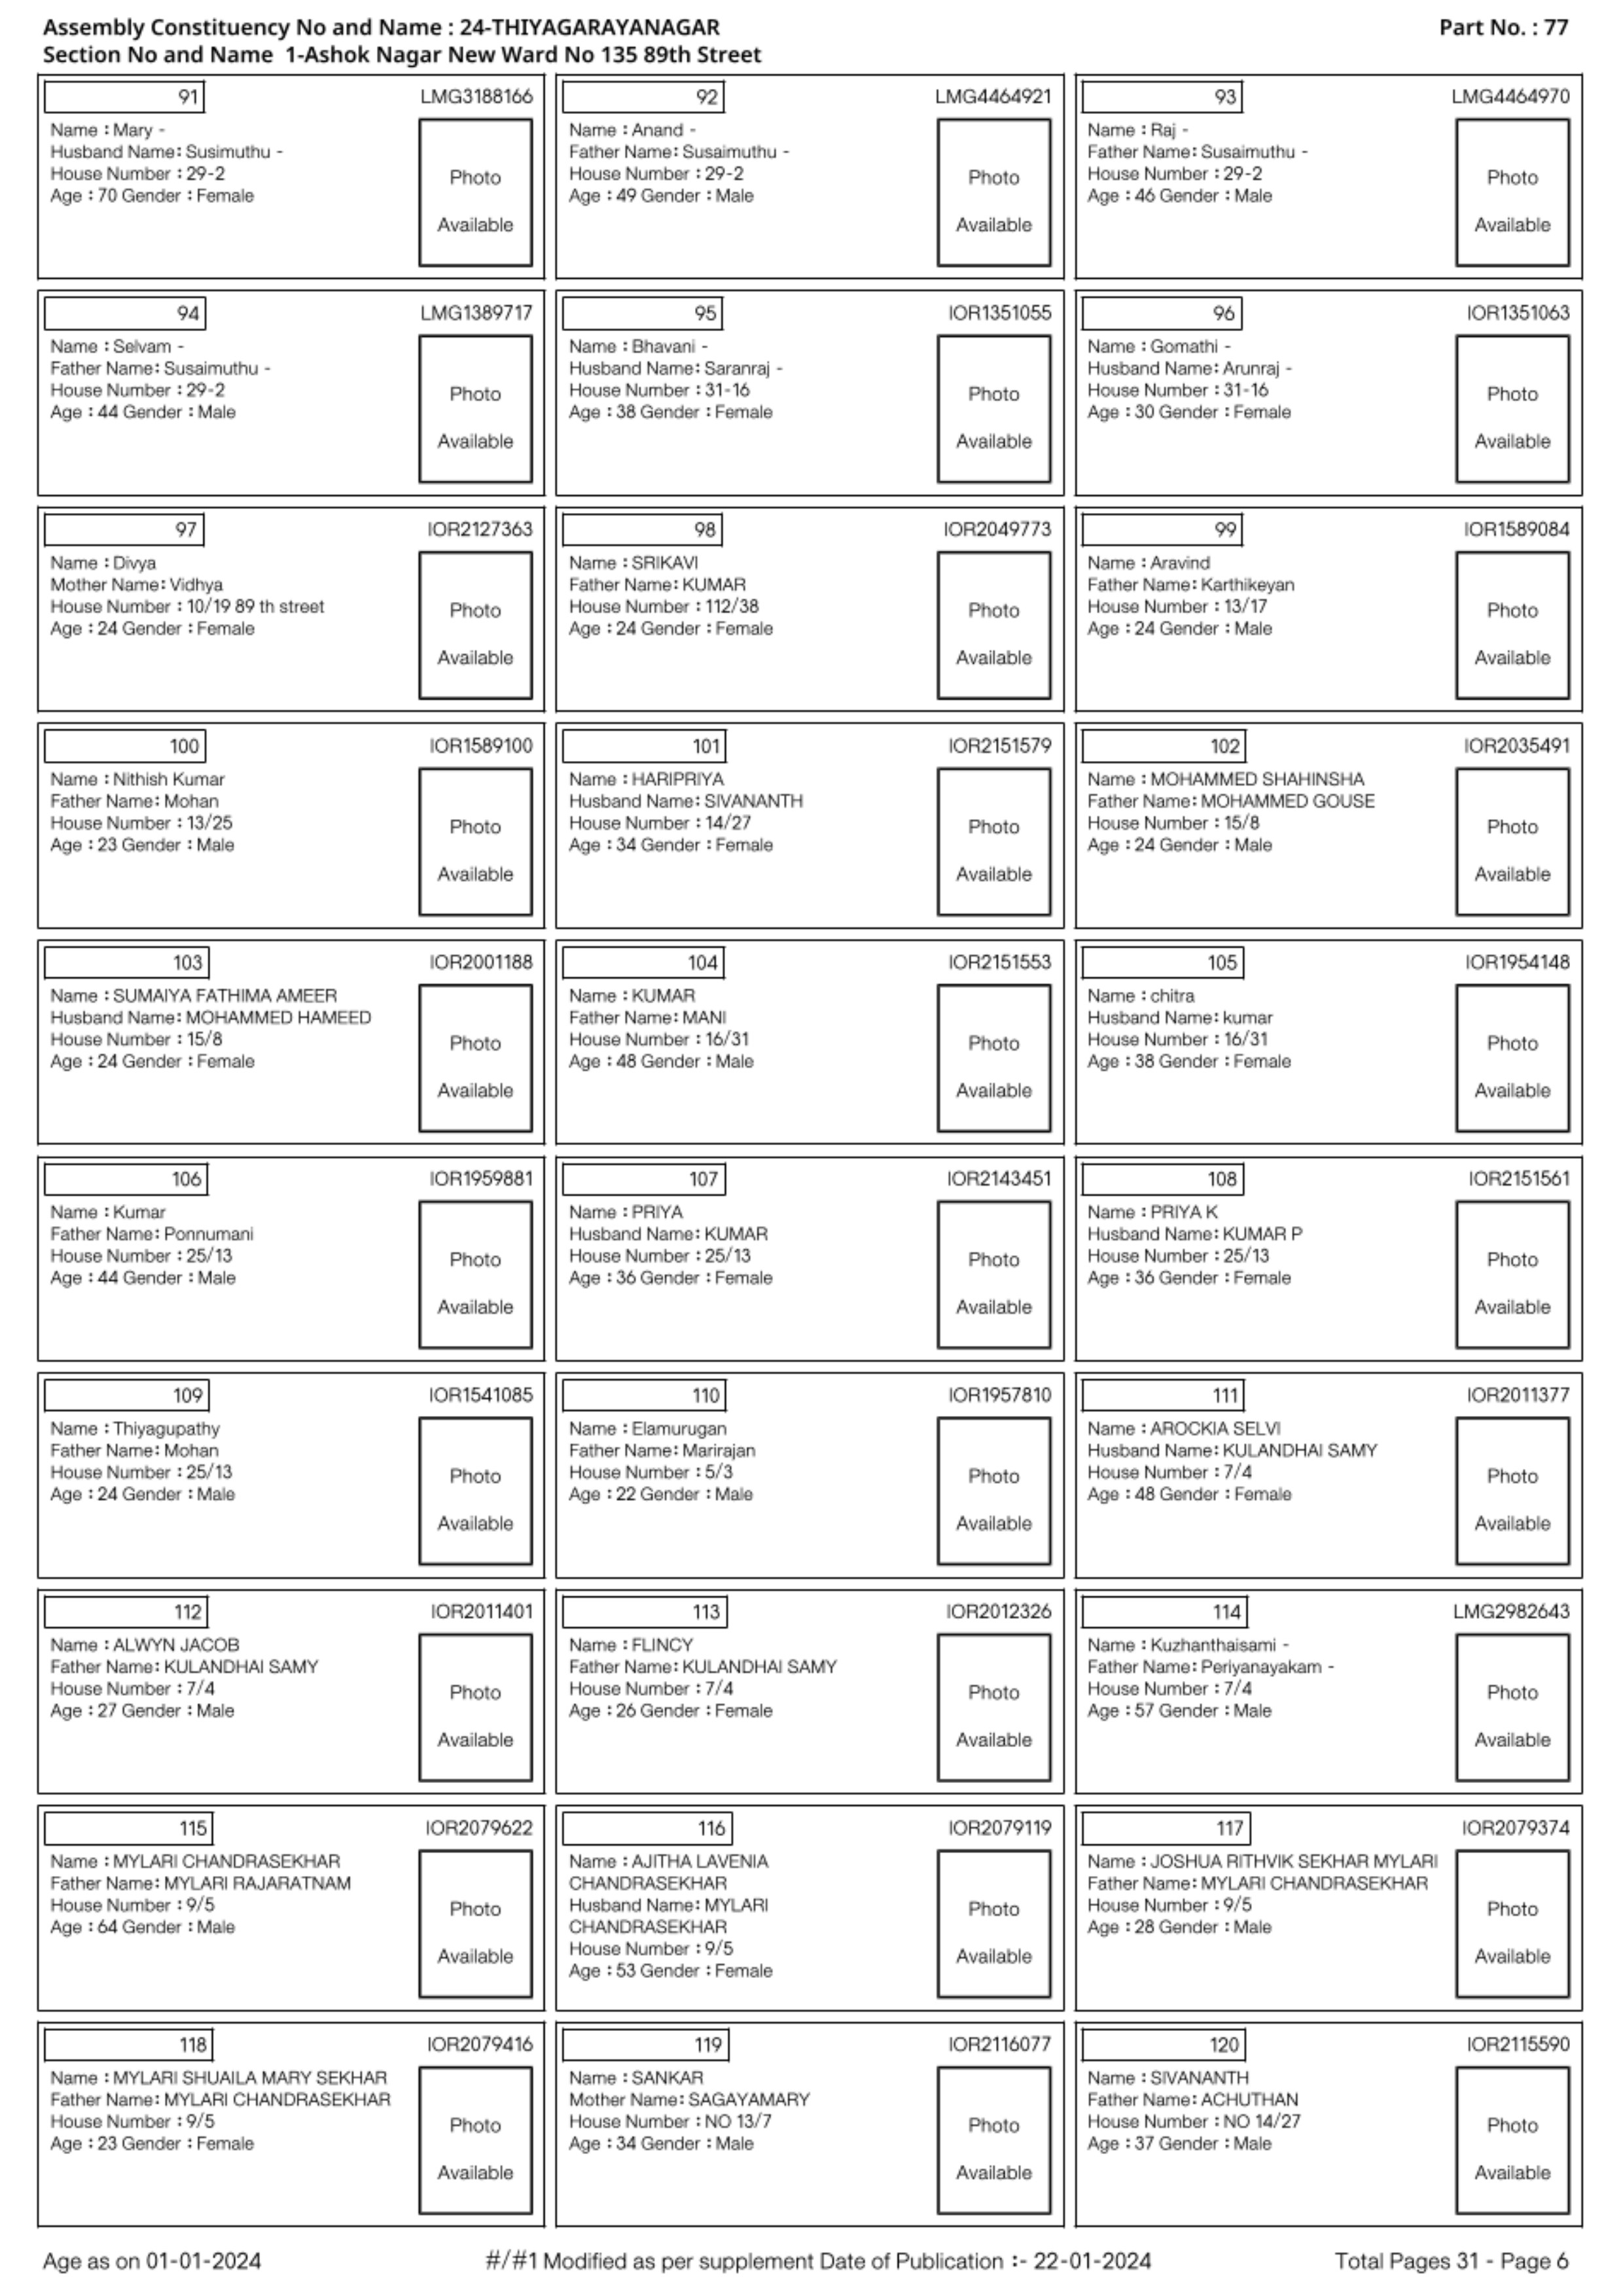 Assembly Constituency No and Name : 24-THIYAGARAYANAGAR
Part No. : 77
Section No and Name 1-Ashok Nagar New Ward No 135 89th Street
91
LMG3188166
Name : Mary -
Husband Name: Susimuthu -
House Number : 29-2
Age : 70 Gender : Female
Photo
Available
92
LMG4464921
Name : Anand -
Father Name: Susaimuthu -
House Number : 29-2
Age : 49 Gender : Male
Photo
Available
93
LMG4464970
Name : Raj -
Father Name: Susaimuthu -
House Number : 29-2
Age : 46 Gender : Male
Photo
Available
94
LMG1389717
Name : Selvam -
Father Name: Susaimuthu -
House Number : 29-2
Age : 44 Gender : Male
Photo
Available
95
IOR1351055
Name : Bhavani -
Husband Name: Saranraj -
House Number : 31-16
Age : 38 Gender : Female
Photo
Available
96
IOR1351063
Name : Gomathi -
Husband Name: Arunraj -
House Number : 31-16
Age : 30 Gender : Female
Photo
Available
97
IOR2127363
Name : Divya
Mother Name: Vidhya
House Number : 10/19 89 th street
Age : 24 Gender : Female
Photo
Available
98
IOR2049773
Name : SRIKAVI
Father Name: KUMAR
House Number : 112/38
Age : 24 Gender : Female
Photo
Available
99
IOR1589084
Name : Aravind
Father Name: Karthikeyan
House Number : 13/17
Age : 24 Gender : Male
Photo
Available
100
IOR1589100
Name : Nithish Kumar
Father Name: Mohan
House Number : 13/25
Age : 23 Gender : Male
Photo
Available
101
IOR2151579
Name : HARIPRIYA
Husband Name: SIVANANTH
House Number : 14/27
Age : 34 Gender : Female
Photo
Available
102
IOR2035491
Name : MOHAMMED SHAHINSHA
Father Name: MOHAMMED GOUSE
House Number : 15/8
Age : 24 Gender : Male
Photo
Available
103
IOR2001188
Name : SUMAIYA FATHIMA AMEER
Husband Name: MOHAMMED HAMEED
House Number : 15/8
Age : 24 Gender : Female
Photo
Available
104
IOR2151553
Name : KUMAR
Father Name: MANI
House Number : 16/31
Age : 48 Gender : Male
Photo
Available
105
IOR1954148
Name : chitra
Husband Name: kumar
House Number : 16/31
Age : 38 Gender : Female
Photo
Available
106
IOR1959881
Name : Kumar
Father Name: Ponnumani
House Number : 25/13
Age : 44 Gender : Male
Photo
Available
107
IOR2143451
Name : PRIYA
Husband Name: KUMAR
House Number : 25/13
Age : 36 Gender : Female
Photo
Available
108
IOR2151561
Name : PRIYA K
Husband Name: KUMAR P
House Number : 25/13
Age : 36 Gender : Female
Photo
Available
109
IOR1541085
Name : Thiyagupathy
Father Name: Mohan
House Number : 25/13
Age : 24 Gender : Male
Photo
Available
110
IOR1957810
Name : Elamurugan
Father Name: Marirajan
House Number : 5/3
Age : 22 Gender : Male
Photo
Available
111
IOR2011377
Name : AROCKIA SELVI
Husband Name: KULANDHAI SAMY
House Number : 7/4
Age : 48 Gender : Female
Photo
Available
112
IOR2011401
Name : ALWYN JACOB
Father Name: KULANDHAI SAMY
House Number : 7/4
Age : 27 Gender : Male
Photo
Available
113
IOR2012326
Name : FLINCY
Father Name: KULANDHAI SAMY
House Number : 7/4
Age : 26 Gender : Female
Photo
Available
114
LMG2982643
Name : Kuzhanthaisami -
Father Name: Periyanayakam -
House Number : 7/4
Age : 57 Gender : Male
Photo
Available
115
IOR2079622
Name : MYLARI CHANDRASEKHAR
Father Name: MYLARI RAJARATNAM
House Number : 9/5
Age : 64 Gender : Male
Photo
Available
116
IOR2079119
Name : AJITHA LAVENIA
CHANDRASEKHAR
Husband Name: MYLARI
CHANDRASEKHAR
House Number : 9/5
Age : 53 Gender : Female
Photo
Available
117
IOR2079374
Name : JOSHUA RITHVIK SEKHAR MYLARI
Father Name: MYLARI CHANDRASEKHAR
House Number : 9/5
Age : 28 Gender : Male
Photo
Available
118
IOR2079416
Name : MYLARI SHUAILA MARY SEKHAR
Father Name: MYLARI CHANDRASEKHAR
House Number : 9/5
Age : 23 Gender : Female
Photo
Available
119
IOR2116077
Name : SANKAR
Mother Name: SAGAYAMARY
House Number : NO 13/7
Age : 34 Gender : Male
Photo
Available
120
IOR2115590
Name : SIVANANTH
Father Name: ACHUTHAN
House Number : NO 14/27
Age : 37 Gender : Male
Photo
Available
Age as on 01-01-2024
#/#1 Modified as per supplement Date of Publication :- 22-01-2024
Total Pages 31 - Page 6